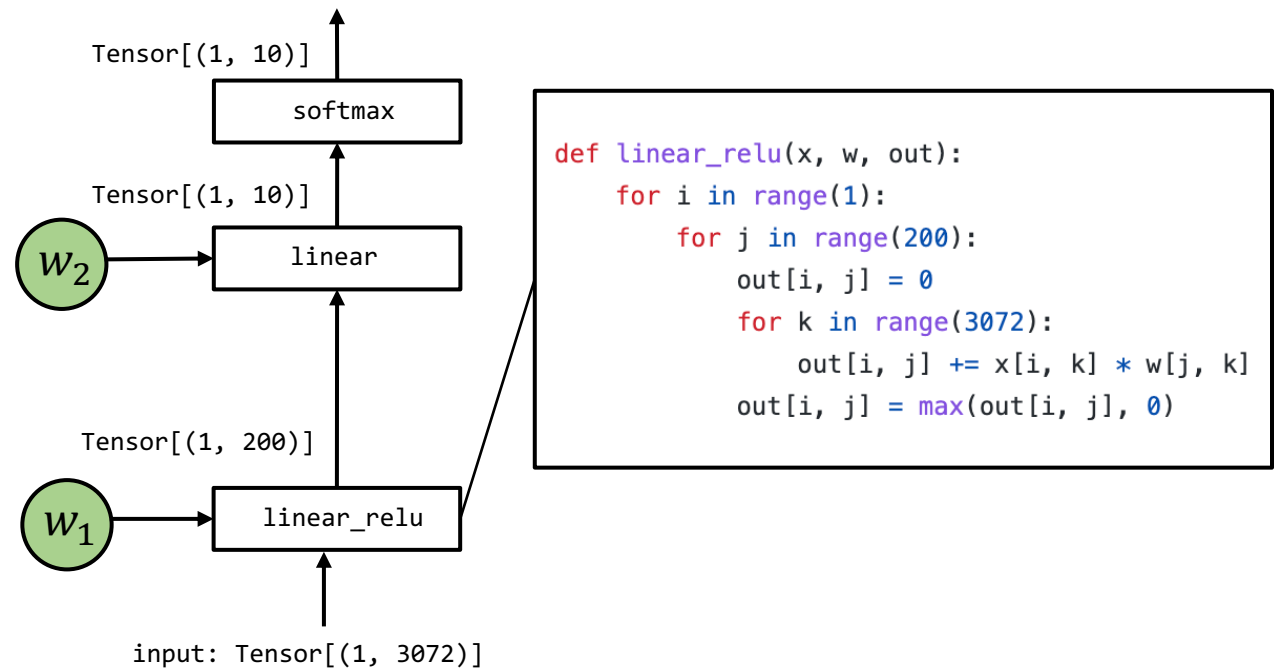 Tensor[(1, 10)]
softmax
Tensor[(1, 10)]
w2
linear
Tensor[(1, 200)]
w1
linear_relu
input: Tensor[(1, 3072)]
def linear_relu(x, w, out):
    for i in range(1):
        for j in range(200):
            out[i, j] = 0
            for k in range(3072):
                out[i, j] += x[i, k] * w[j, k]
            out[i, j] = max(out[i, j], 0)